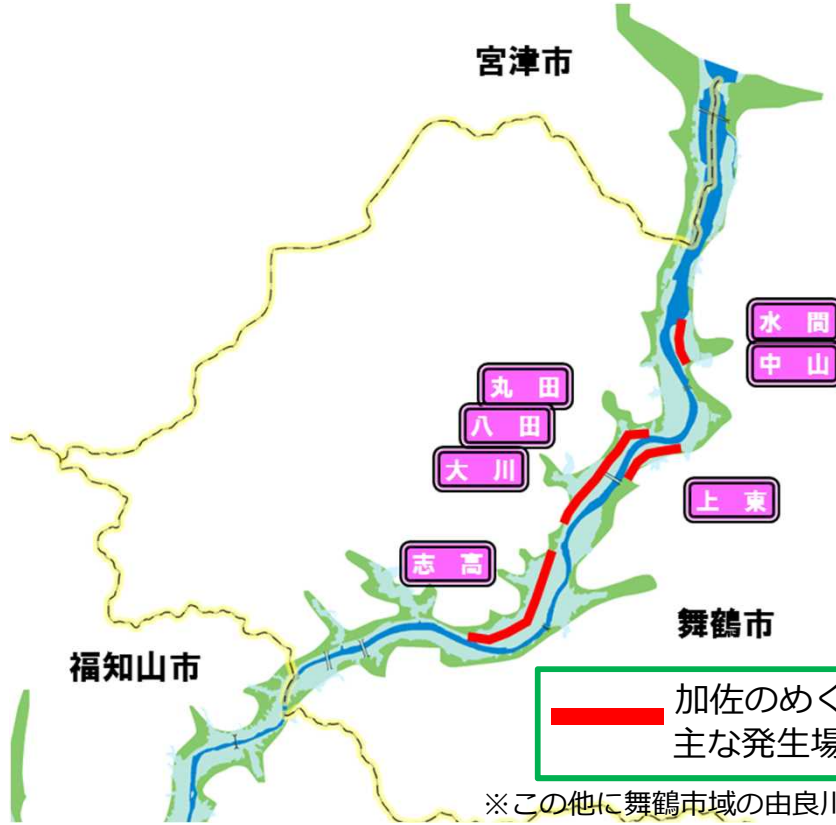 宮津市
水間
中山
丸田
八田
大川
上東
志高
舞鶴市
福知山市
加佐のめぐ
主な発生場
※この他に舞鶴市域の由良川